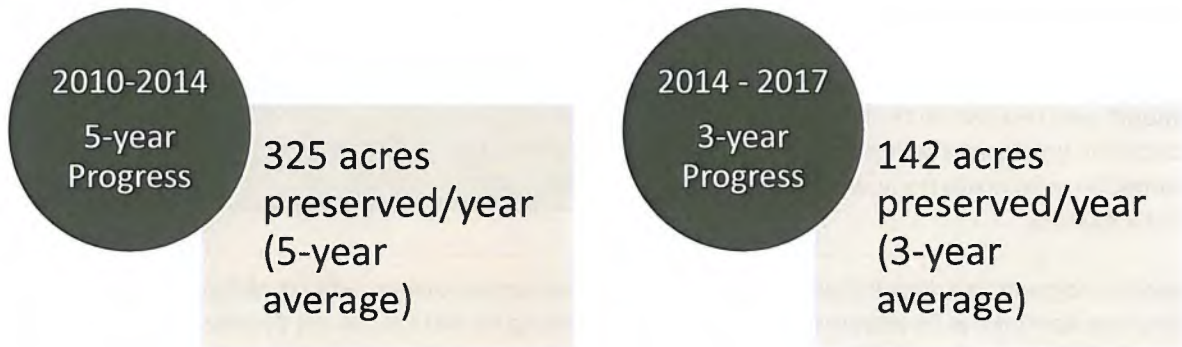 2010-2014
5-year
Progress
325 acres
preserved/year
(5-year
average)
2014 - 2017
3-year
Progress
142 acres
preserved/year
(3-year
average)